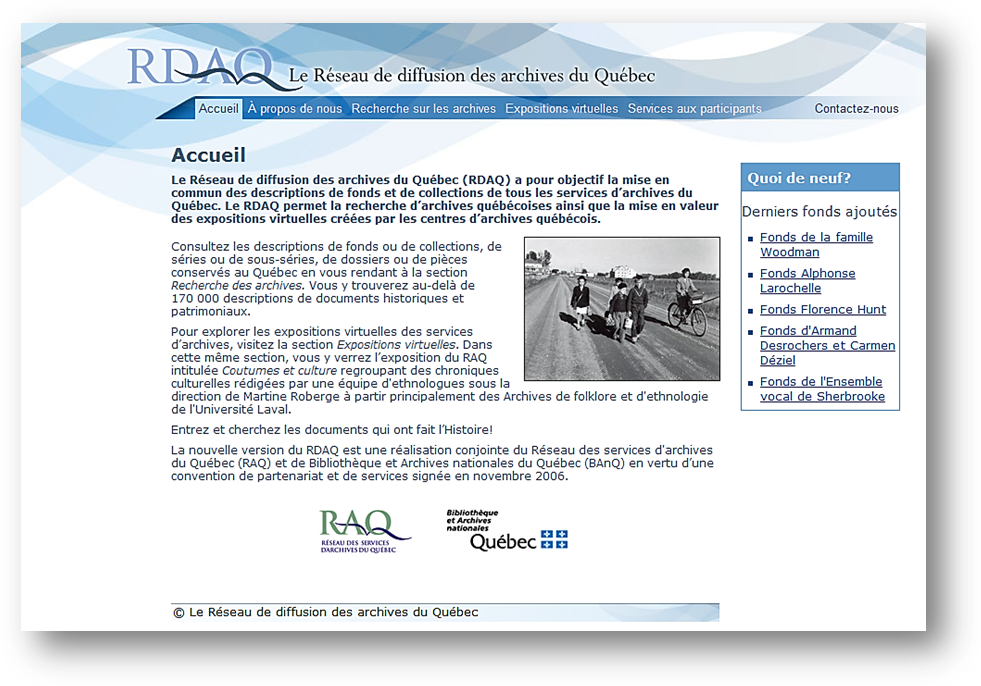 RDAQ Le Réseau de diffusion des archives du Québec
Accueil À propos de nous Recherche sur les archives Expositions virtuelles Services aux participants Contactez-nous
Accueil
Le Réseau de diffusion des archives du Québec (RDAQ) a pour objectif la mise en
commun des descriptions de fonds et de collections de tous les services d’archives du
Québec. Le RDAQ permet la recherche d’archives québécoises ainsi que la mise en valeur
des expositions virtuelles créées par les centres d’archives québécois.
Consultez les descriptions de fonds ou de collections, de
séries ou de sous-séries, de dossiers ou de pièces
conservés au Québec en vous rendant à la section
Recherche des archives. Vous y trouverez au-delà de
170 000 descriptions de documents historiques et
patrimoniaux.
Pour explorer les expositions virtuelles des services
d’archives, visitez la section Expositions virtuelles. Dans
cette même section, vous y verrez l’exposition du RAQ
intitulée Coutumes et culture regroupant des chroniques
culturelles rédigées par une équipe d'ethnologues sous la
direction de Martine Roberge à partir principalement des Archives de folklore et d'ethnologie
de l'Université Laval.
Entrez et cherchez les documents qui ont fait l’Histoire!
La nouvelle version du RDAQ est une réalisation conjointe du Réseau des services d'archives
du Québec (RAQ) et de Bibliothèque et Archives nationales du Québec (BAnQ) en vertu d’une
convention de partenariat et de services signée en novembre 2006.
RAQ
RÉSEAU DES SERVICES
D'ARCHIVES DU QUÉBEC
Bibliothèque
et Archives
nationales
Québec
Quoi de neuf?
Derniers fonds ajoutés
Fonds de la famille
Woodman
Fonds Alphonse
Larochelle
Fonds Florence Hunt
Fonds d'Armand
Desrochers et Carmen
Déziel
Fonds de l'Ensemble
vocal de Sherbrooke
© Le Réseau de diffusion des archives du Québec